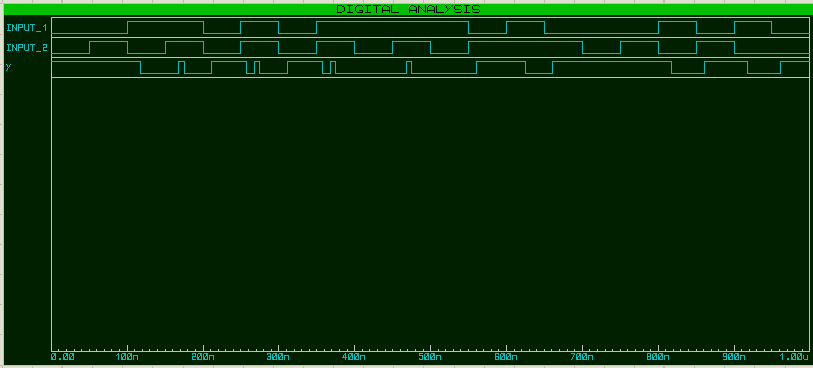 DIGITAL ANALYSIS
INPUT_1
INPUT_2
Y
0.00 100n 200n 300n 400n 500n 600n 700n 800n 900n 1.00u